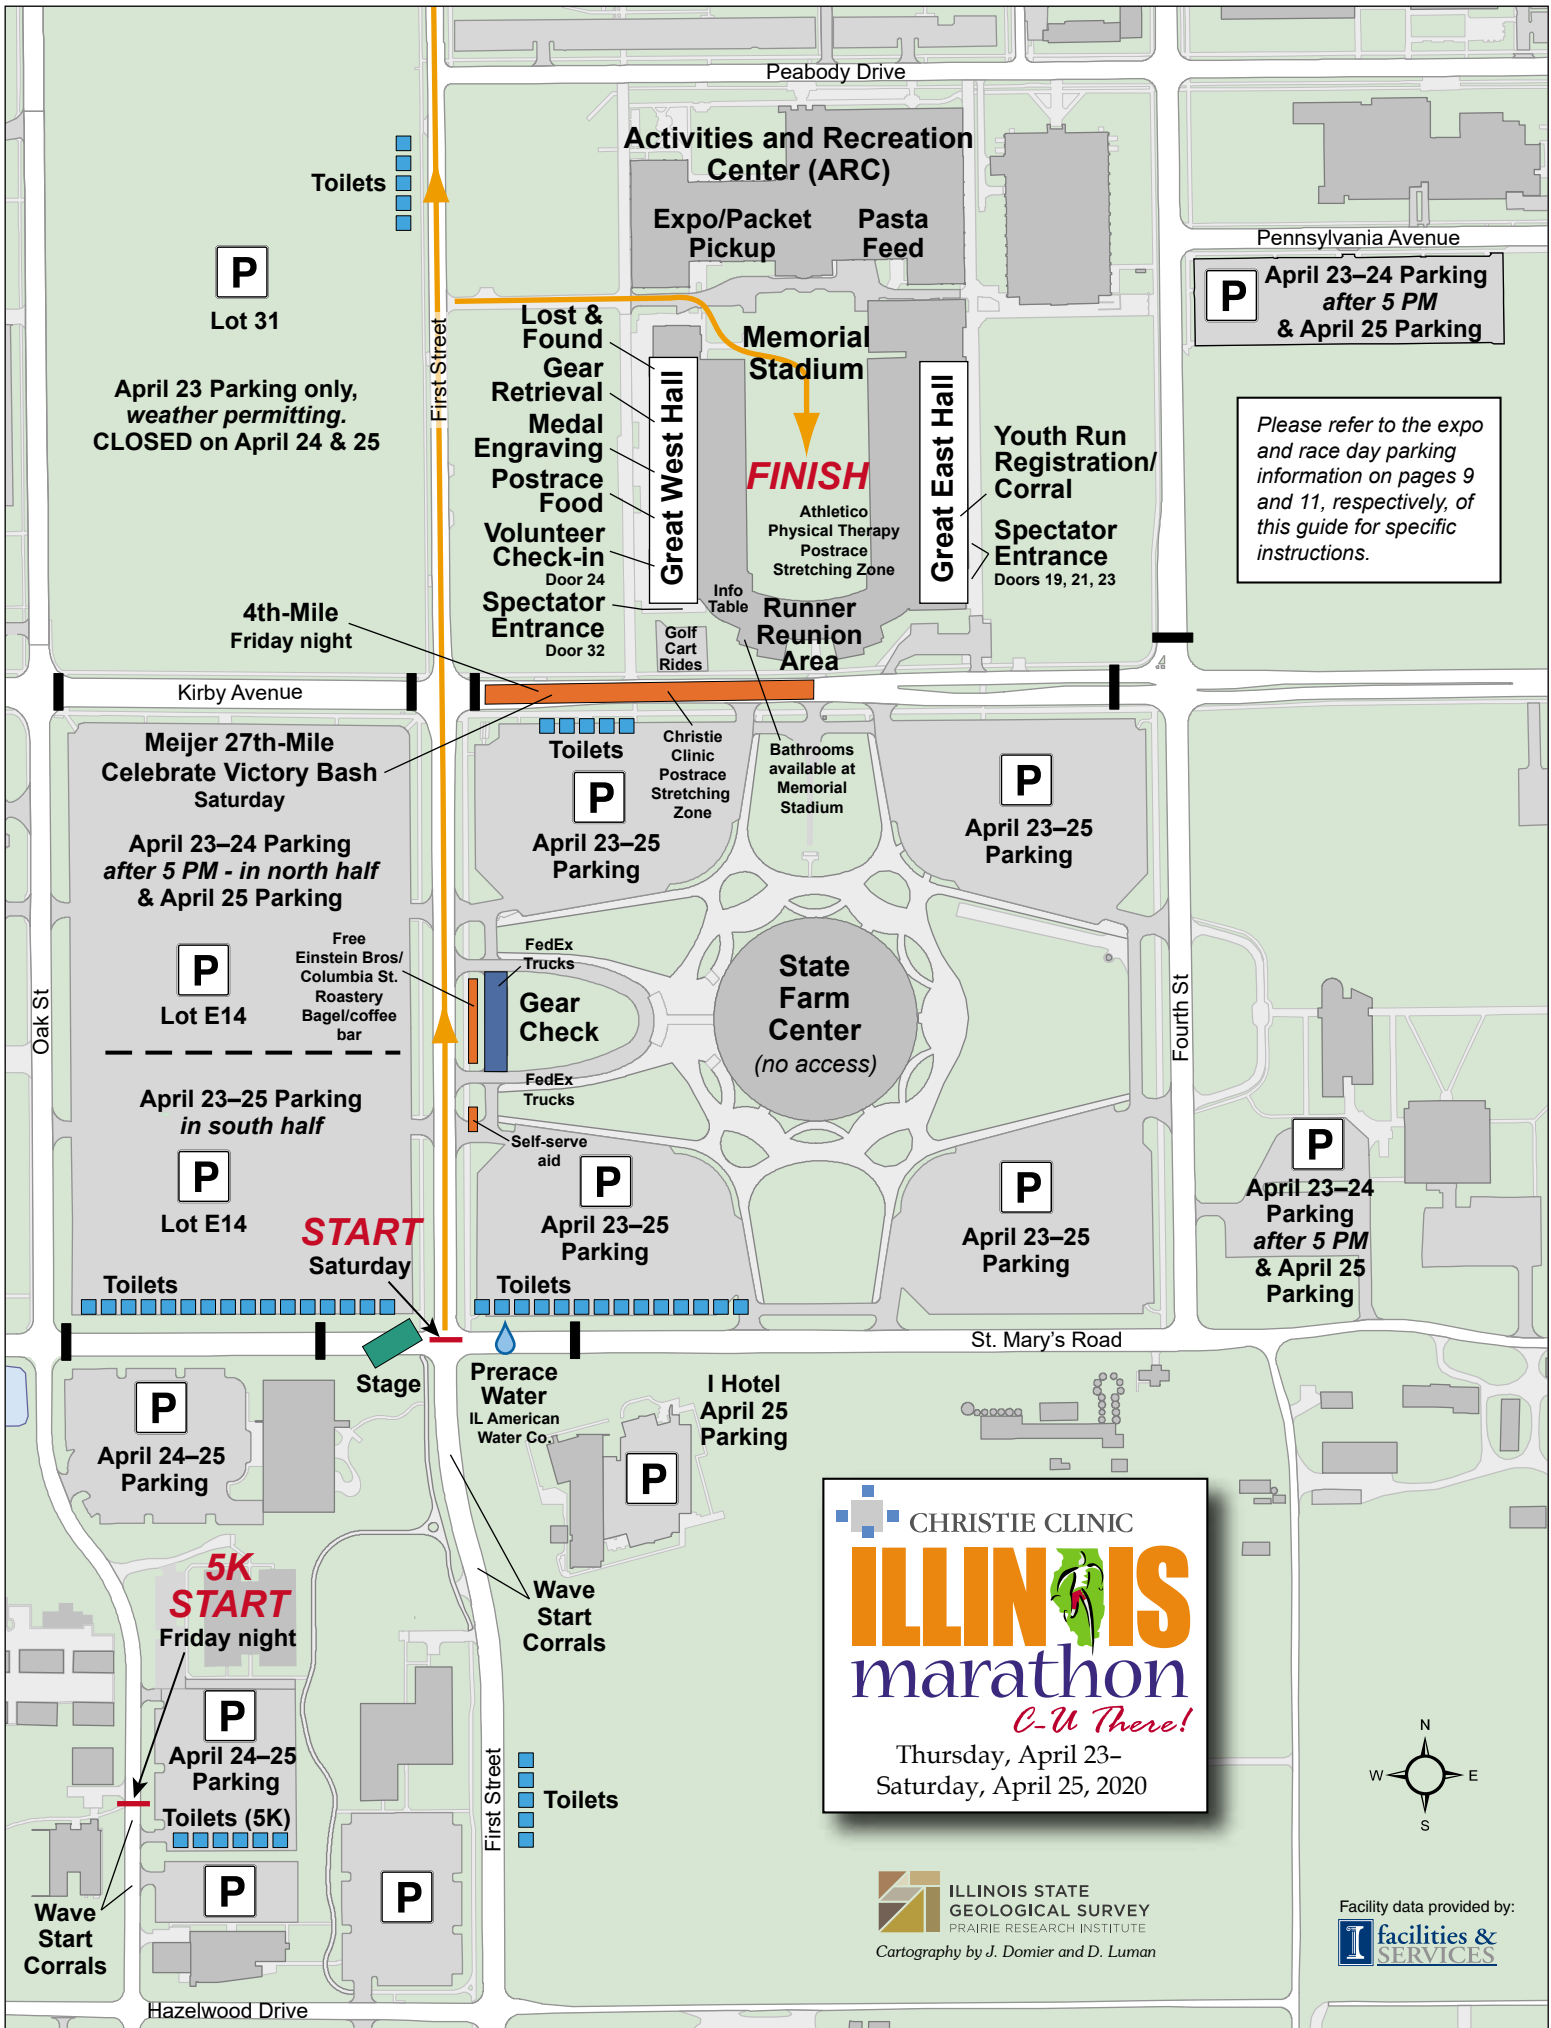 Peabody Drive
Activities and Recreation
Center (ARC)
Expo/Packet
Pickup
Pasta
Feed
Toilets
P
Lot 31
April 23 Parking only,
weather permitting.
CLOSED on April 24 & 25
First Street
Pennsylvania Avenue
P
April 23–24 Parking
after 5 PM
& April 25 Parking
Lost &
Found
Gear
Retrieval
Medal
Engraving
Postrace
Food
Volunteer
Check-in
Door 24
Spectator
Entrance
Door 32
Great West Hall
Memorial
Stadium
FINISH
Athletico
Physical Therapy
Postrace
Stretching Zone
Great East Hall
Youth Run
Registration/
Corral
Spectator
Entrance
Doors 19, 21, 23
Please refer to the expo
and race day parking
information on pages 9
and 11, respectively, of
this guide for specific
instructions.
Info
Table
Runner
Reunion
Area
Golf
Cart
Rides
4th-Mile
Friday night
Kirby Avenue
Meijer 27th-Mile
Celebrate Victory Bash
Saturday
April 23–24 Parking
after 5 PM - in north half
& April 25 Parking
P
Lot E14
Toilets
P
April 23–25
Parking
Christie
Clinic
Postrace
Stretching
Zone
Bathrooms
available at
Memorial
Stadium
P
April 23–25
Parking
Free
Einstein Bros/
Columbia St.
Roastery
Bagel/coffee
bar
FedEx
Trucks
Gear
Check
FedEx
Trucks
Self-serve
aid
State
Farm
Center
(no access)
Oak St
Fourth St
April 23–25 Parking
in south half
P
Lot E14
START
Saturday
Toilets
P
April 23–25
Parking
Toilets
P
April 23–25
Parking
P
April 23–24
Parking
after 5 PM
& April 25
Parking
St. Mary's Road
Stage
Prerace
Water
IL American
Water Co.
I Hotel
April 25
Parking
P
P
April 24–25
Parking
5K
START
Friday night
Wave
Start
Corrals
P
April 24–25
Parking
Toilets (5K)
P
P
Wave
Start
Corrals
First Street
Toilets
Hazelwood Drive
CHRISTIE CLINIC
ILLINOIS
marathon
C-U There!
Thursday, April 23–
Saturday, April 25, 2020
N
W
E
S
ILLINOIS STATE
GEOLOGICAL SURVEY
PRAIRIE RESEARCH INSTITUTE
Cartography by J. Domier and D. Luman
Facility data provided by:
I
facilities &
SERVICES